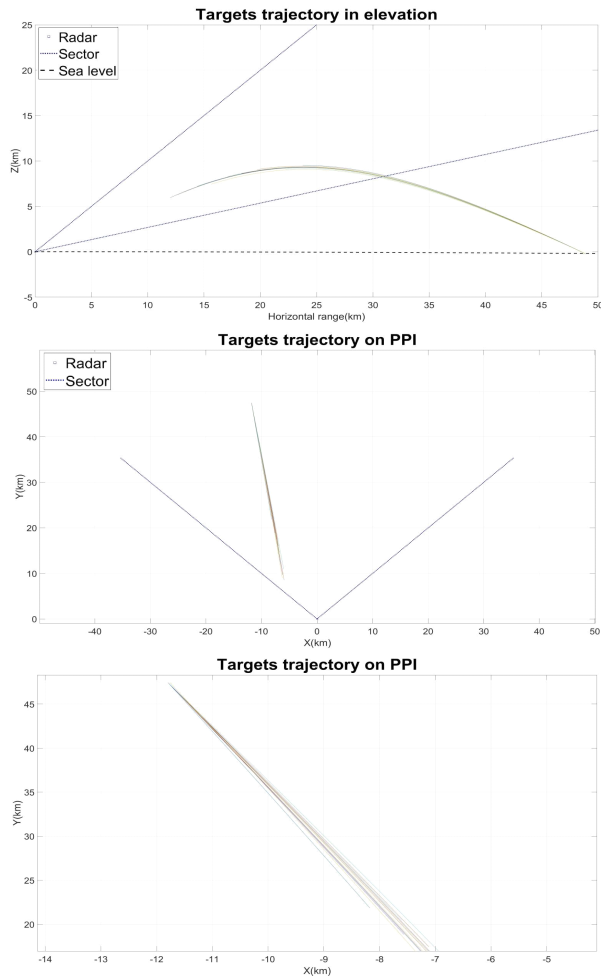 Targets trajectory in elevation
Radar
Sector
Sea level
25
20
15
10
5
0
-5
Z(km)
0 5 10 15 20 25 30 35 40 45 50
Horizontal range(km)
Targets trajectory on PPI
Radar
Sector
50
40
30
20
10
0
Y(km)
-40 -30 -20 -10 0 10 20 30 40 50
X(km)
Targets trajectory on PPI
45
40
35
30
25
20
Y(km)
-14 -13 -12 -11 -10 -9 -8 -7 -6 -5
X(km)